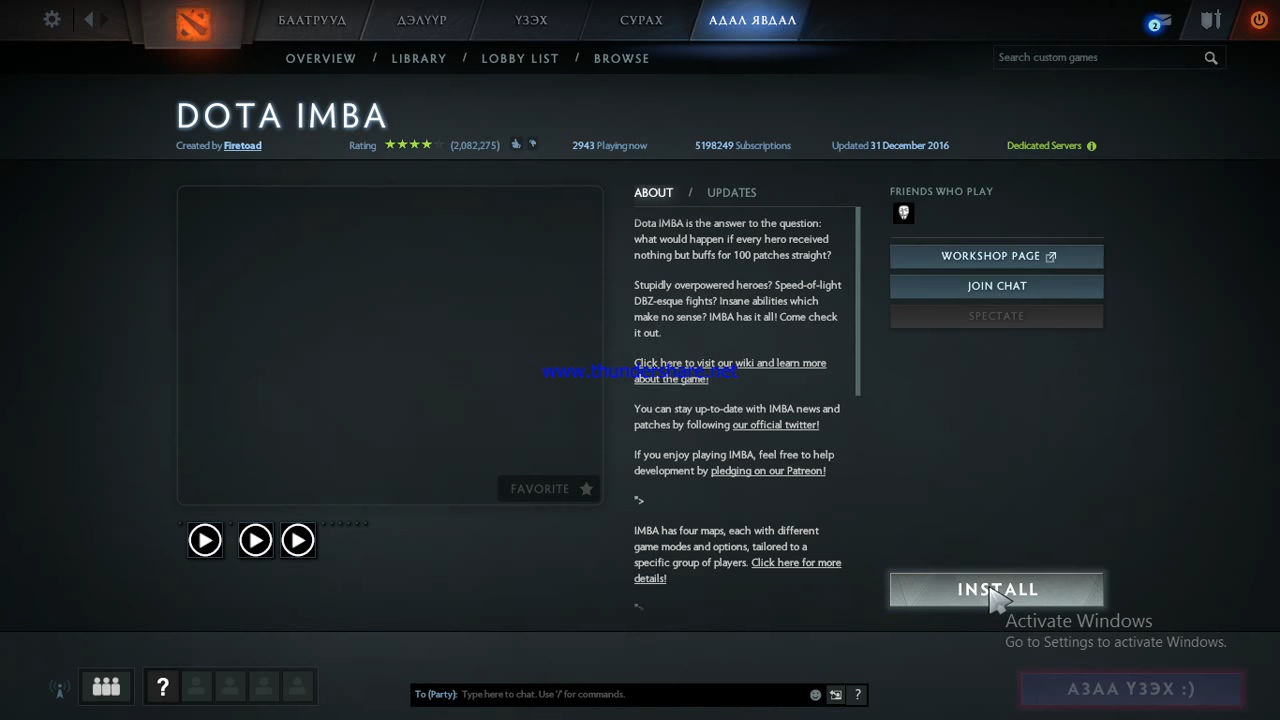 БААТРУУД ДЭЛҮҮР ҮЗЭХ СУРАХ АДАЛ ЯВДАЛ
2
OVERVIEW / LIBRARY / LOBBY LIST / BROWSE
Search custom games
DOTA IMBA
Created by Firetoad Rating (2,082,275) 2943 Playing now 5198249 Subscriptions Updated 31 December 2016 Dedicated Servers
ABOUT / UPDATES
Dota IMBA is the answer to the question:
what would happen if every hero received
nothing but buffs for 100 patches straight?
Stupidly overpowered heroes? Speed-of-light
DBZ-esque fights? Insane abilities which
make no sense? IMBA has it all! Come check
it out.
Click here to visit our wiki and learn more
about the game!
www.thundershare.net
You can stay up-to-date with IMBA news and
patches by following our official twitter!
If you enjoy playing IMBA, feel free to help
development by pledging on our Patreon!
">
IMBA has four maps, each with different
game modes and options, tailored to a
specific group of players. Click here for more
details!
FAVORITE
FRIENDS WHO PLAY
WORKSHOP PAGE
JOIN CHAT
SPECTATE
INSTALL
Activate Windows
Go to Settings to activate Windows.
?
To (Party): Type here to chat. Use '/' for commands. ?
АЗАА ҮЗЭХ :)